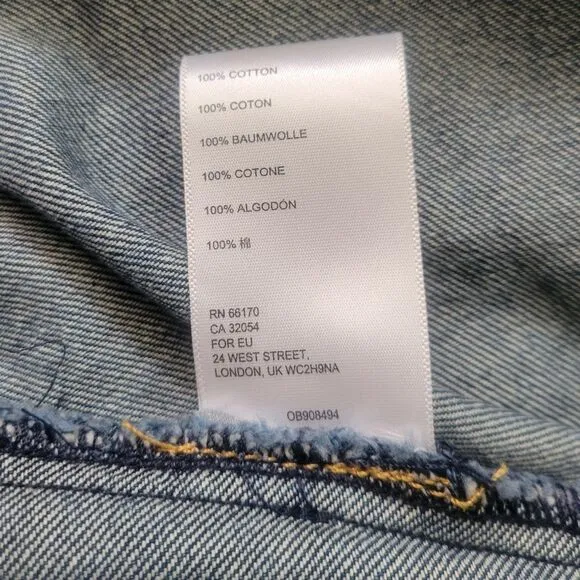 100% COTTON
100% COTON
100% BAUMWOLLE
100% COTONE
100% ALGODÓN
100% 棉
RN 66170
CA 32054
FOR EU
24 WEST STREET,
LONDON, UK WC2H9NA
OB908494